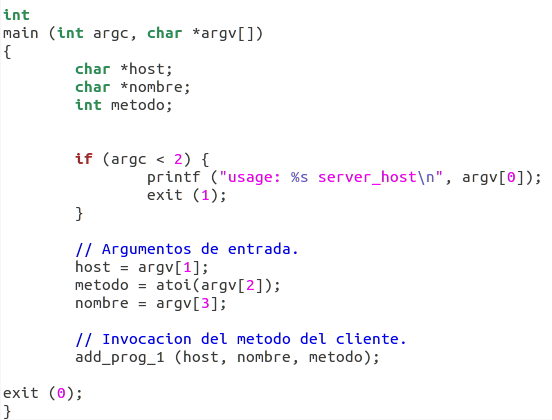 int
main (int argc, char *argv[])
{
        char *host;
        char *nombre;
        int metodo;


        if (argc < 2) {
                printf ("usage: %s server_host\n", argv[0]);
                exit (1);
        }

        // Argumentos de entrada.
        host = argv[1];
        metodo = atoi(argv[2]);
        nombre = argv[3];

        // Invocacion del metodo del cliente.
        add_prog_1 (host, nombre, metodo);

exit (0);
}